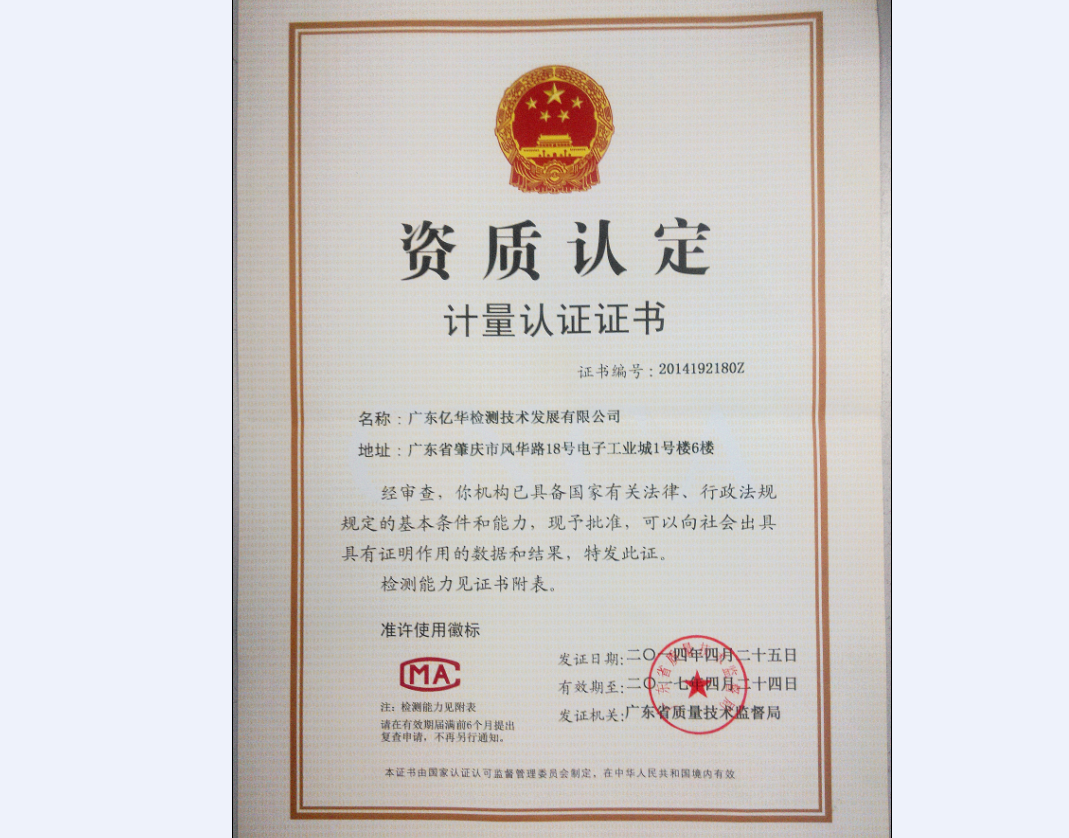 资质认定
计量认证证书
证书编号：2014192180Z
名称：广东亿华检测技术发展有限公司
地址：广东省肇庆市风华路18号电子工业城1号楼6楼
经审查，你机构已具备国家有关法律、行政法规
规定的基本条件和能力，现予批准，可以向社会出具
具有证明作用的数据和结果，特发此证。
检测能力见证书附表。
准许使用徽标
MA
注：检测能力见附表
请在有效期届满前6个月提出
复查申请，不再另行通知。
发证日期：二〇一四年四月二十五日
有效期至：二〇一七年四月二十四日
发证机关：广东省质量技术监督局
本证书由国家认证认可监督管理委员会制定，在中华人民共和国境内有效